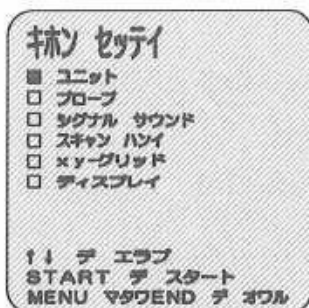 キホン セッテイ
■ ユニット
□ プローブ
□ シグナル サウンド
□ スキャン ハンイ
□ xy-グリッド
□ ディスプレイ
↑↓ デ エラブ
START デ スタート
MENU マタワEND デ オワル